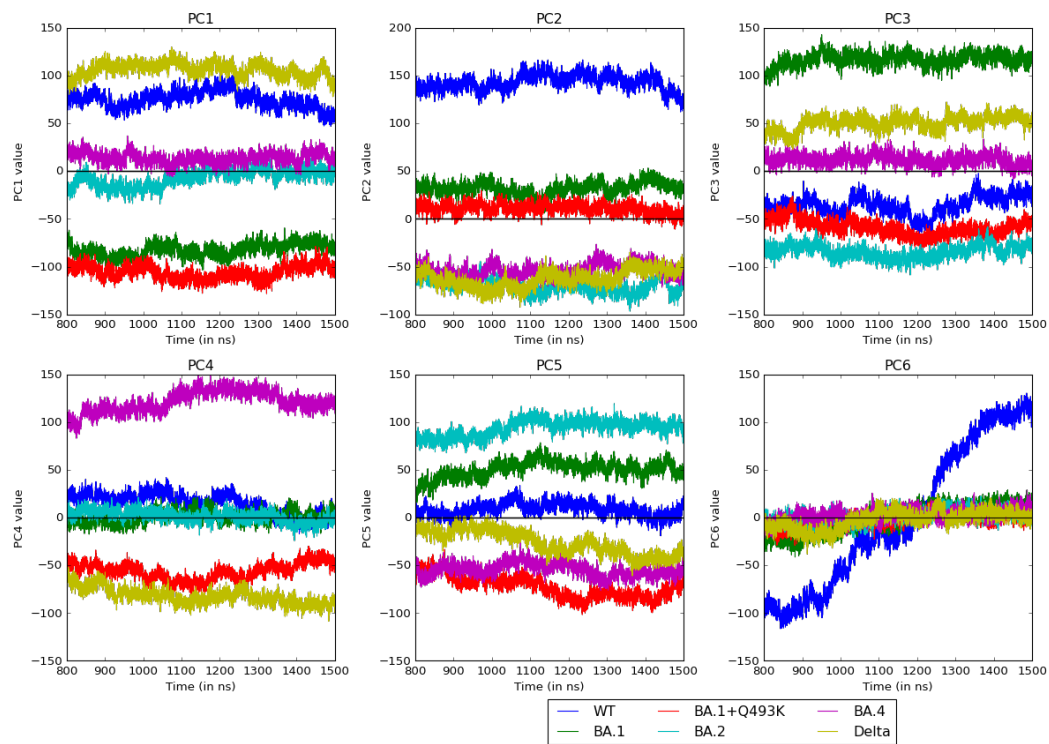 PC1 PC2 PC3
150 200 150
100 150 100
50 100 50
0 50 0
−50 0 −50
−100 −50 −100
−150 −100 −150
PC1 value PC2 value PC3 value
800 900 1000 1100 1200 1300 1400 1500 800 900 1000 1100 1200 1300 1400 1500 800 900 1000 1100 1200 1300 1400 1500
Time (in ns) Time (in ns) Time (in ns)
PC4 PC5 PC6
150 150 150
100 100 100
50 50 50
0 0 0
−50 −50 −50
−100 −100 −100
−150 −150 −150
PC4 value PC5 value PC6 value
800 900 1000 1100 1200 1300 1400 1500 800 900 1000 1100 1200 1300 1400 1500 800 900 1000 1100 1200 1300 1400 1500
Time (in ns) Time (in ns) Time (in ns)
WT BA.1+Q493K BA.4
BA.1 BA.2 Delta